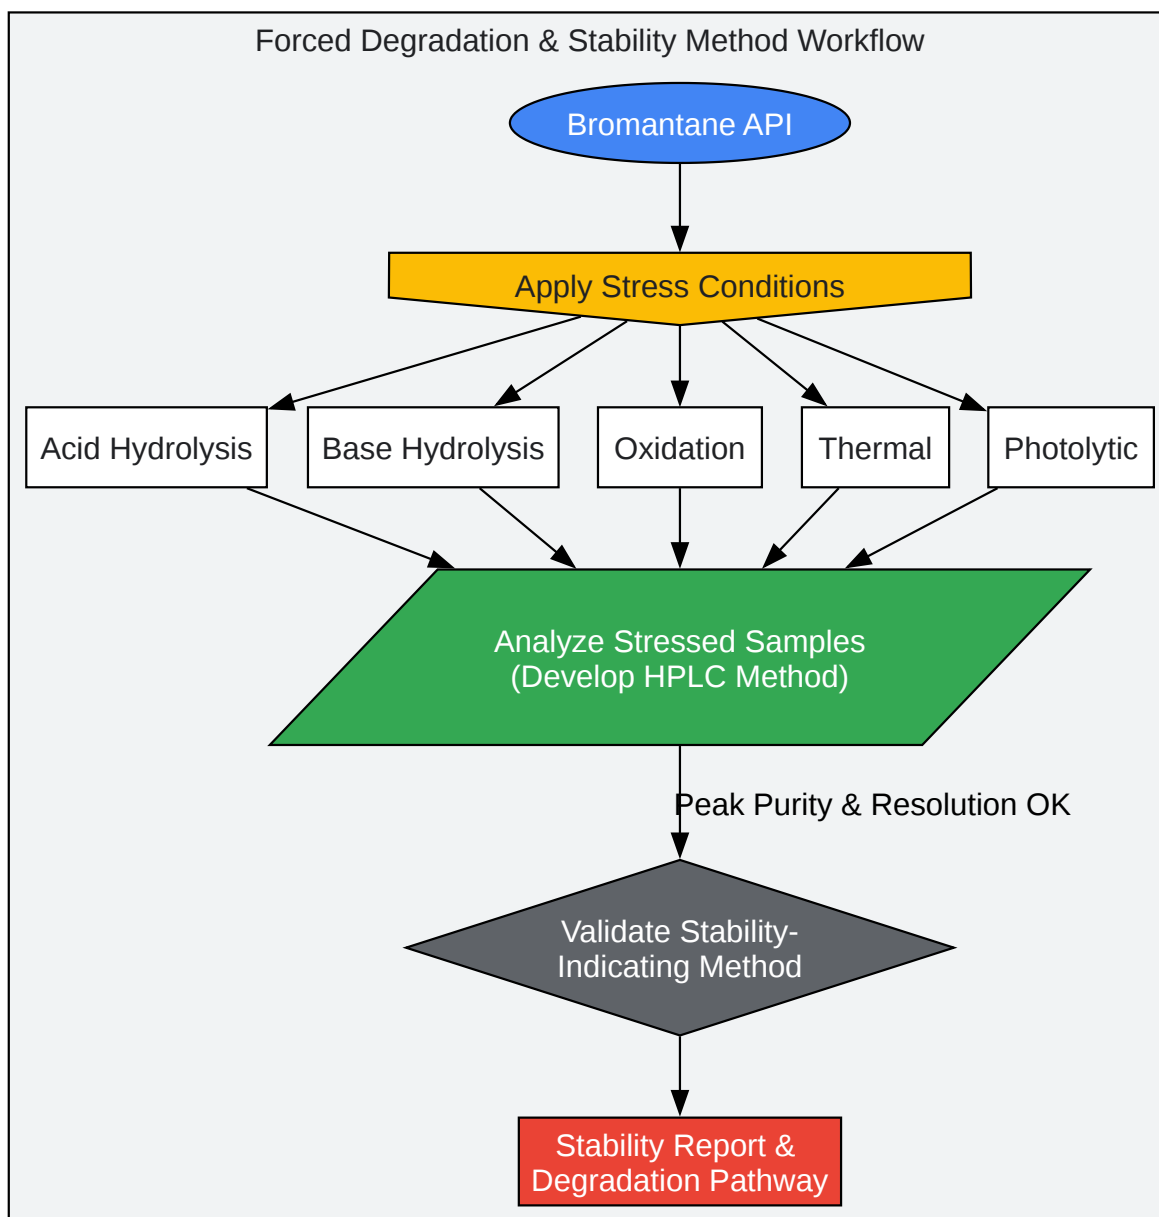 Forced Degradation & Stability Method Workflow
Bromantane API
Apply Stress Conditions
Acid Hydrolysis
Base Hydrolysis
Oxidation
Thermal
Photolytic
Analyze Stressed Samples
(Develop HPLC Method)
Peak Purity & Resolution OK
Validate Stability-
Indicating Method
Stability Report &
Degradation Pathway